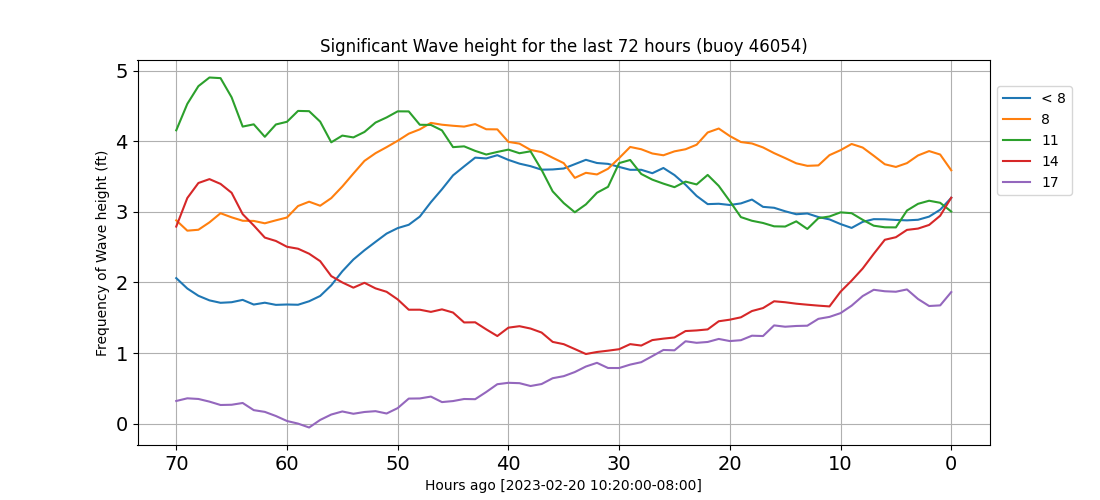 Significant Wave height for the last 72 hours (buoy 46054)
Frequency of Wave height (ft)
5
4
3
2
1
0
70 60 50 40 30 20 10 0
Hours ago [2023-02-20 10:20:00-08:00]
< 8
8
11
14
17